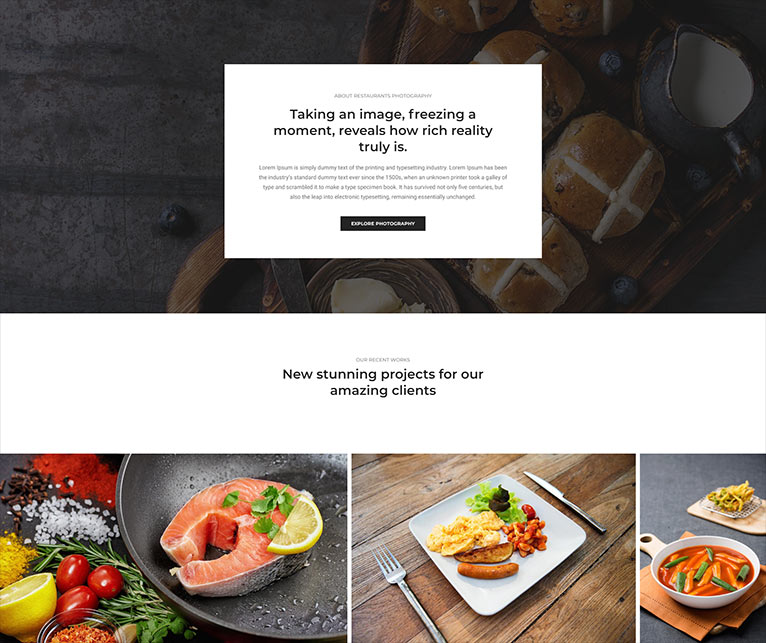 ABOUT RESTAURANTS PHOTOGRAPHY
Taking an image, freezing a
moment, reveals how rich reality
truly is.
Lorem Ipsum is simply dummy text of the printing and typesetting industry. Lorem Ipsum has been
the industry's standard dummy text ever since the 1500s, when an unknown printer took a galley of
type and scrambled it to make a type specimen book. It has survived not only five centuries, but
also the leap into electronic typesetting, remaining essentially unchanged.
EXPLORE PHOTOGRAPHY
OUR RECENT WORKS
New stunning projects for our
amazing clients